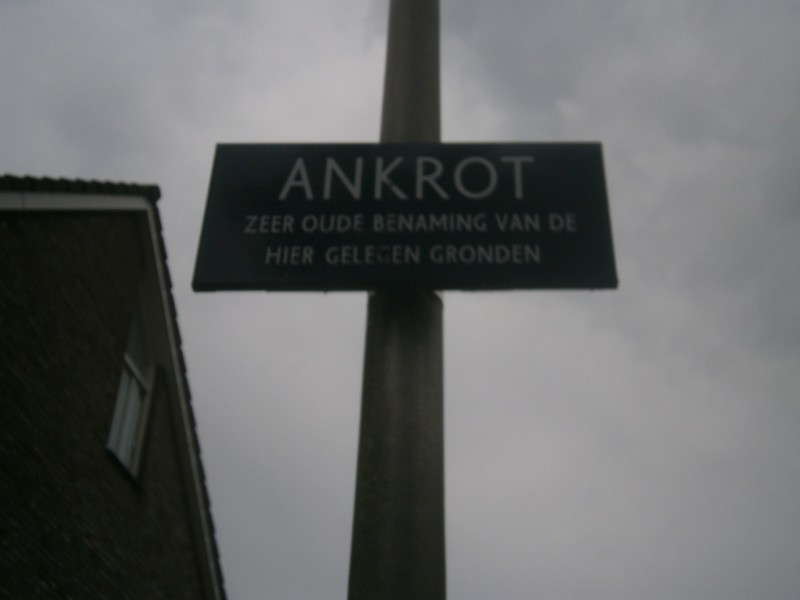 ANKROT
ZEER OUDE BENAMING VAN DE
HIER GELEGEN GRONDEN